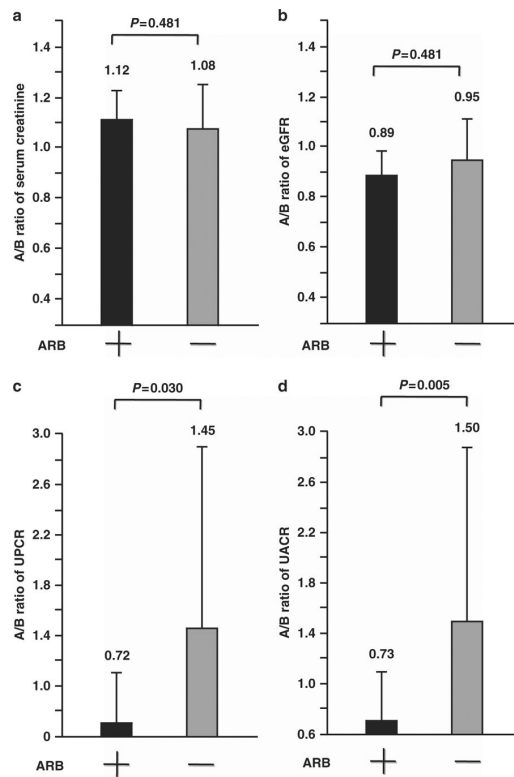 a
P=0.481
1.12
1.08
1.4
1.2
1.0
0.8
0.6
0.4
A/B ratio of serum creatinine
ARB + —
b
P=0.481
0.89
0.95
1.4
1.2
1.0
0.8
0.6
0.4
A/B ratio of eGFR
ARB + —
c
P=0.030
0.72
1.45
3.0
2.6
2.2
1.8
1.4
1.0
0
A/B ratio of UPCR
ARB + —
d
P=0.005
0.73
1.50
3.0
2.6
2.2
1.8
1.4
1.0
0.6
A/B ratio of UACR
ARB + —